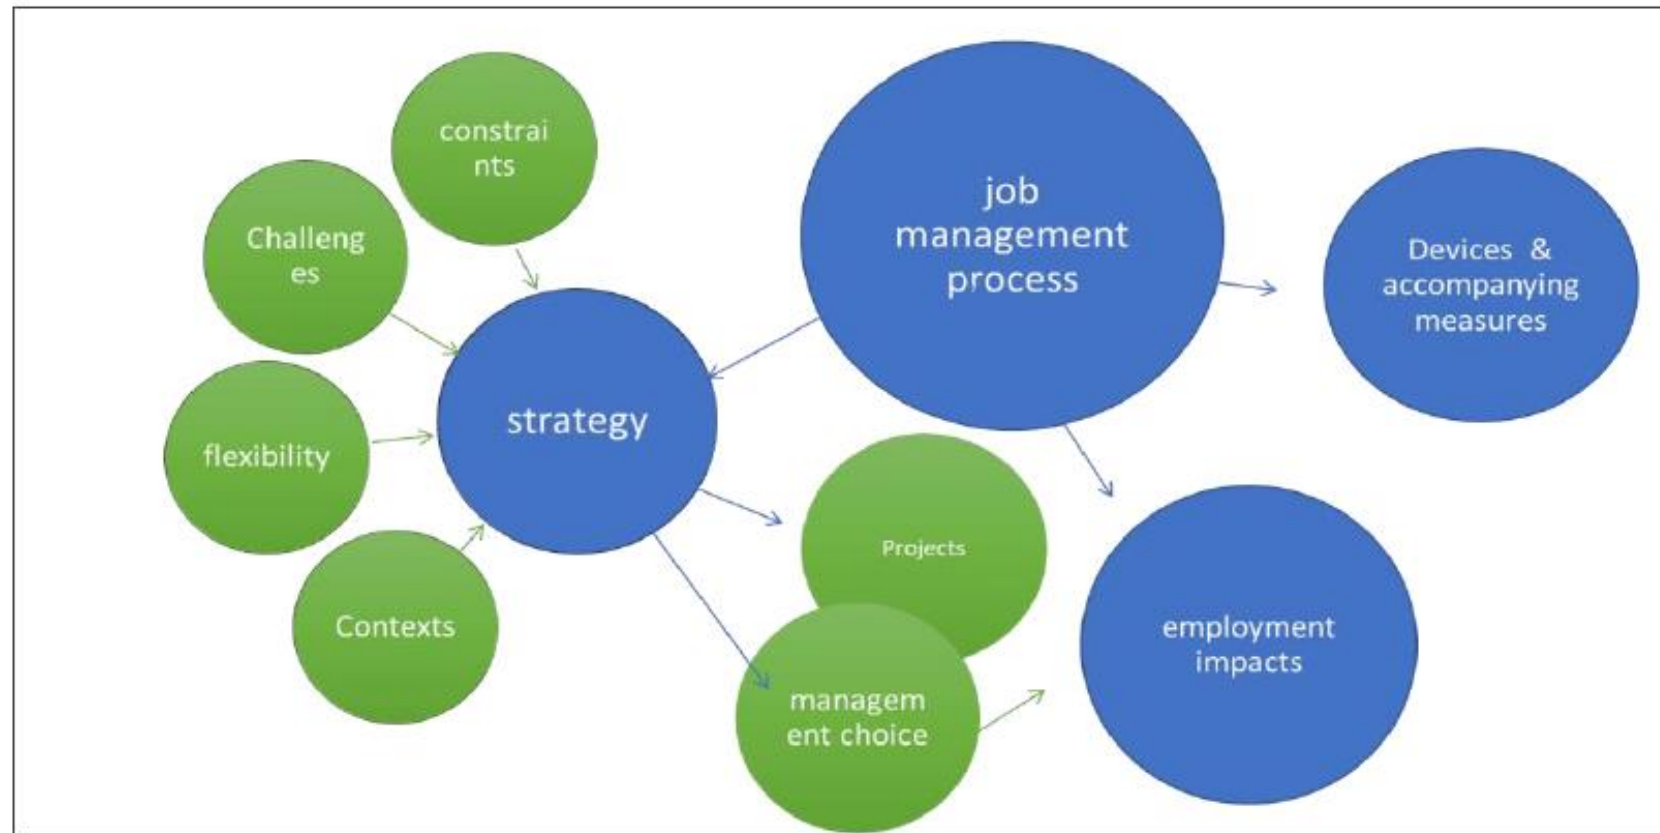 constrai
nts
Challeng
es
flexibility
Contexts
strategy
job
management
process
Devices & 
accompanying
measures
Projects
managem
ent choice
employment
impacts